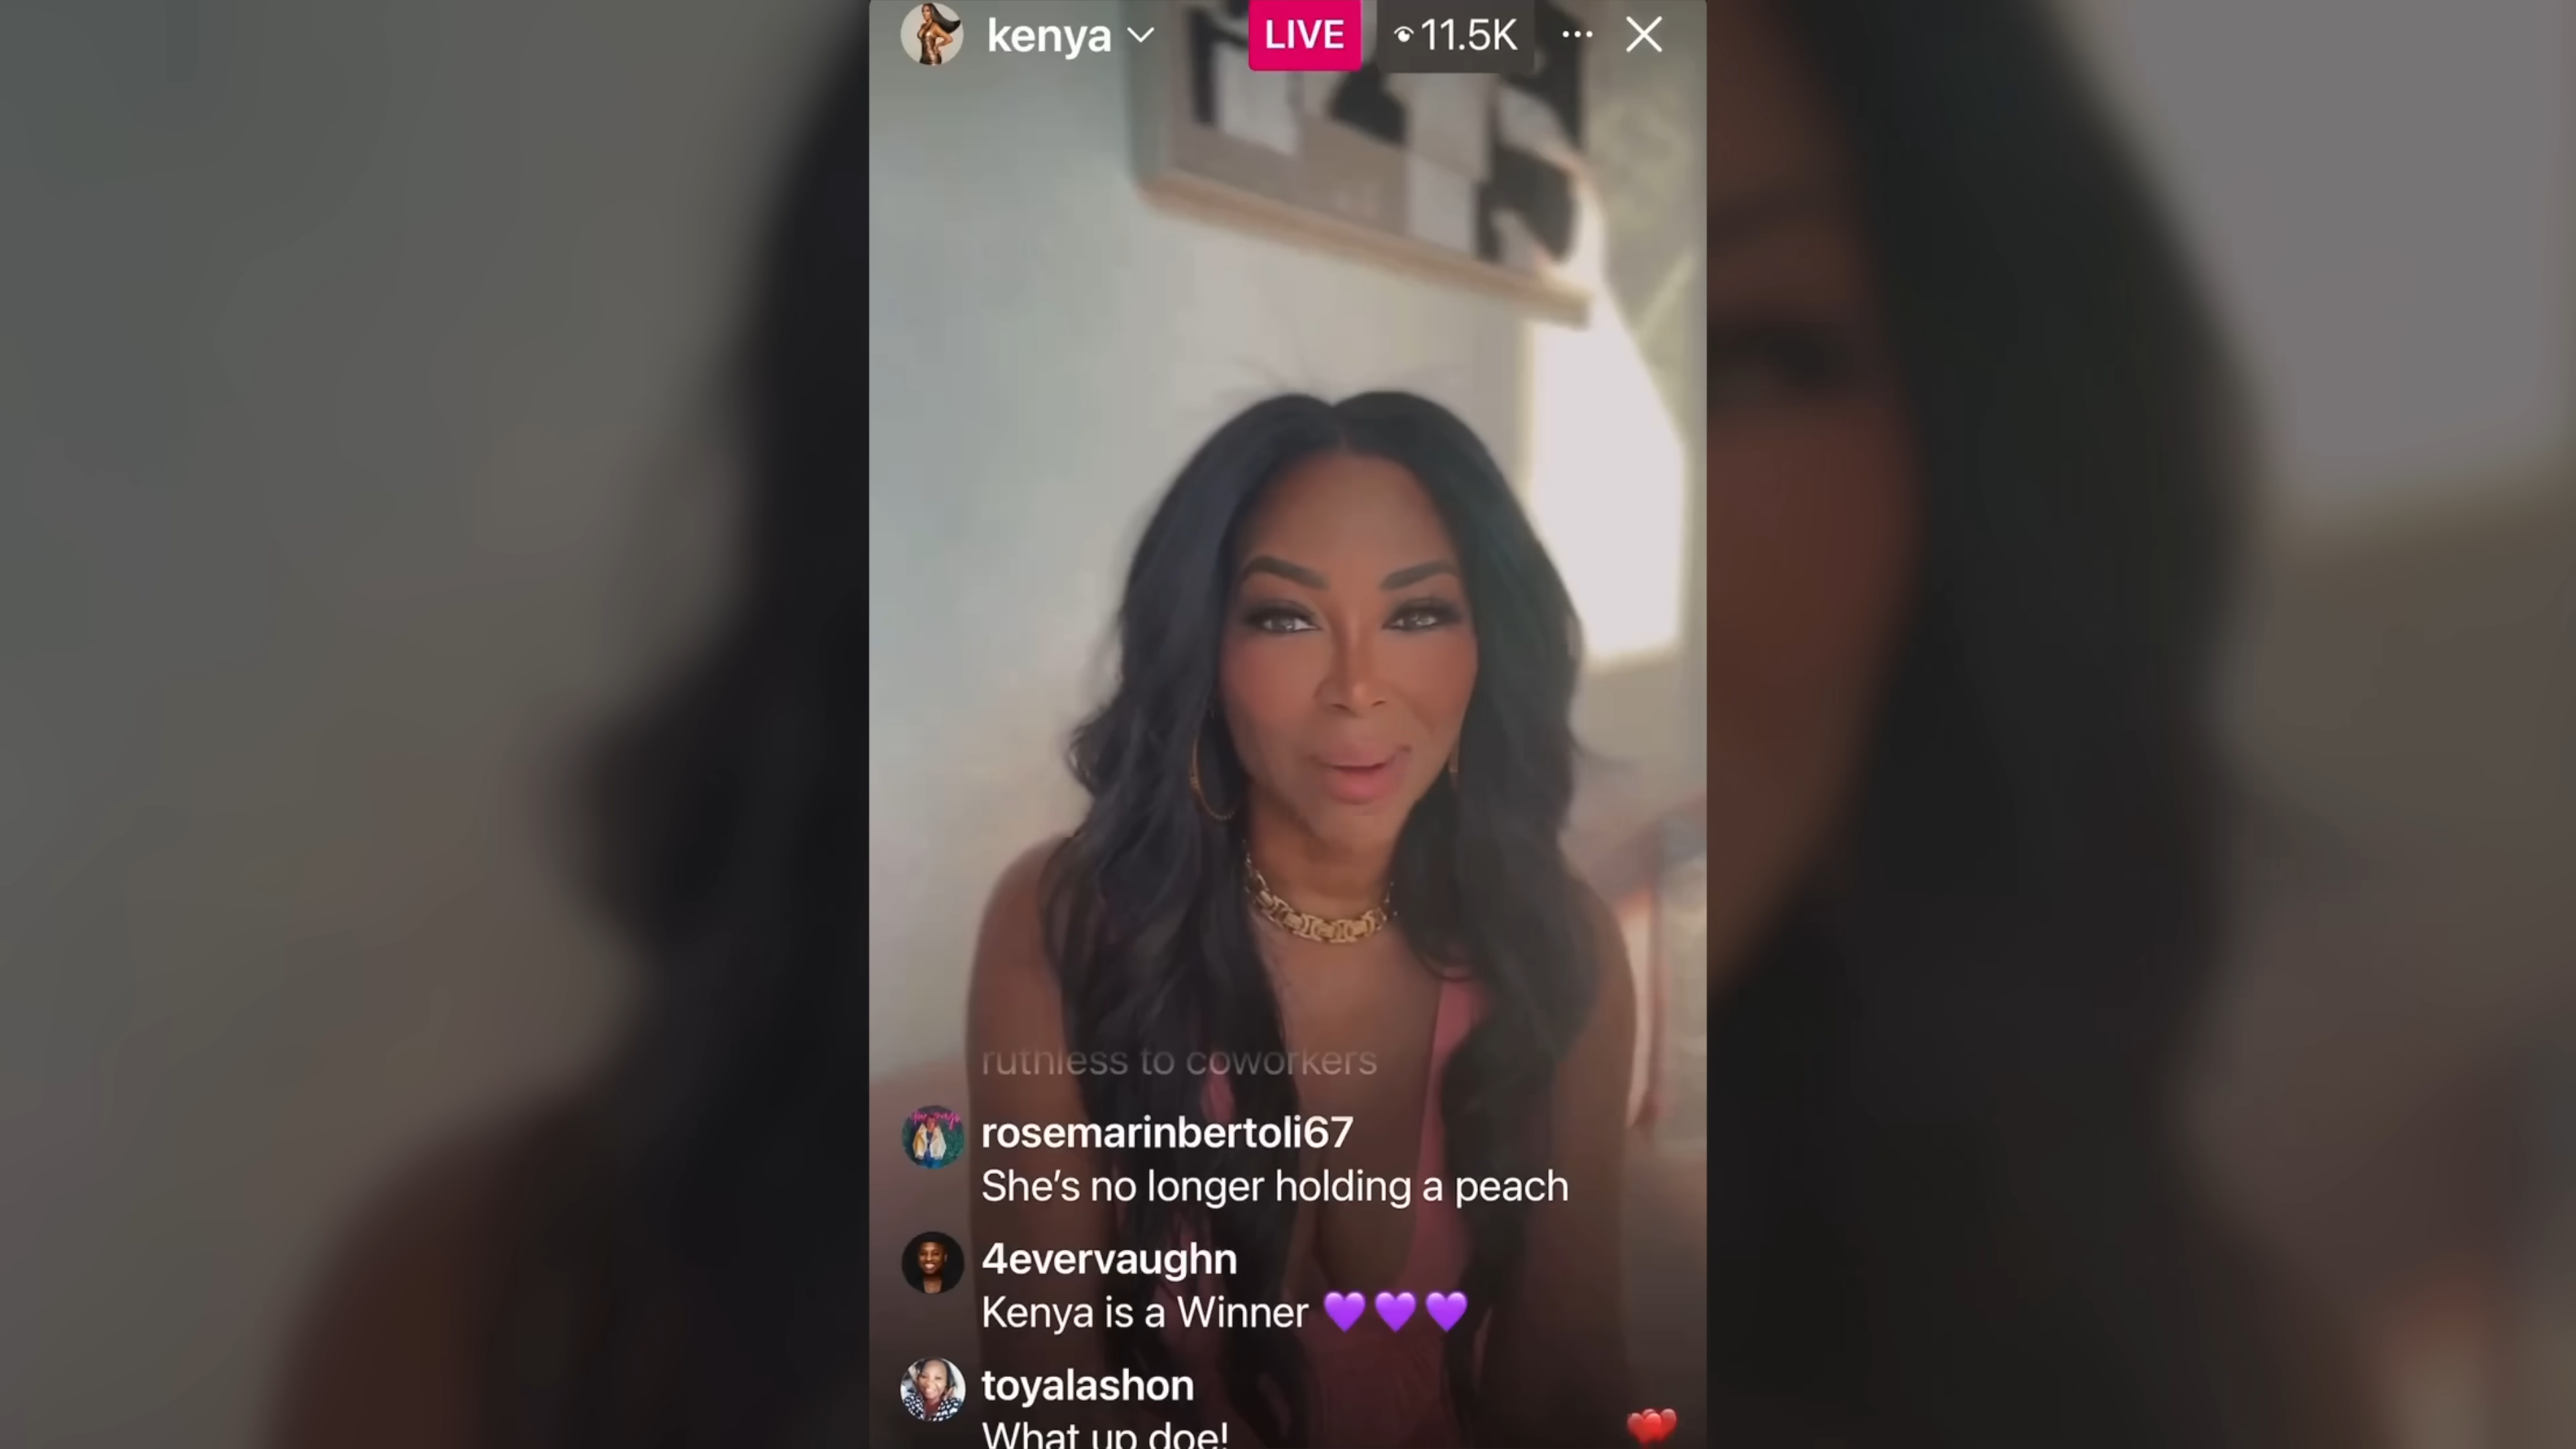 kenya
LIVE
11.5K
ruthless to coworkers
rosemarinbertoli67
She's no longer holding a peach
4evervaughn
Kenya is a Winner 💜💜💜
toyalashon
What up doe!